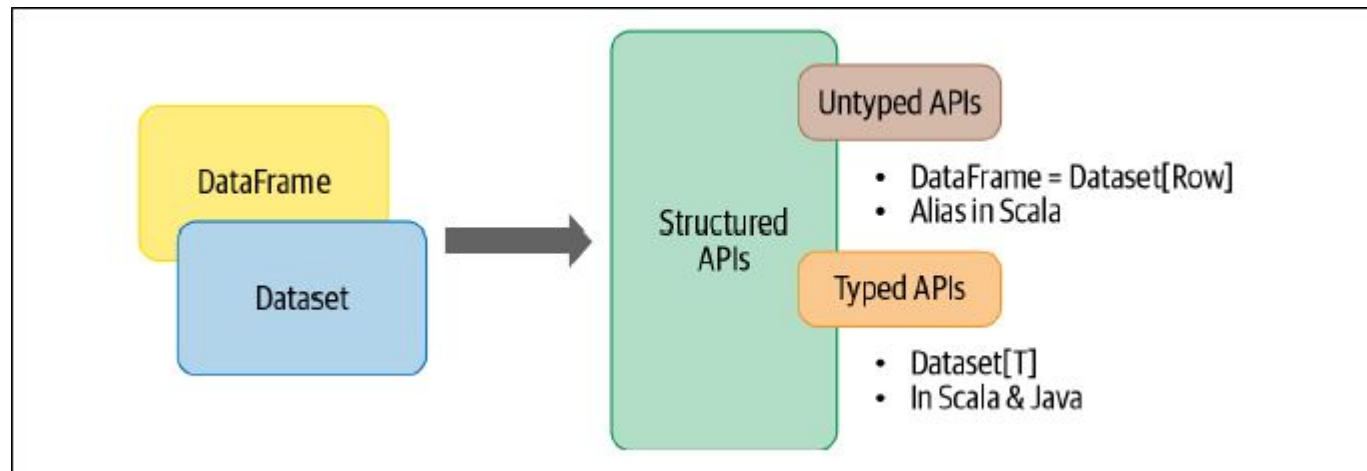 DataFrame
Dataset
Structured
APIs
Untyped APIs
• DataFrame = Dataset[Row]
• Alias in Scala
Typed APIs
• Dataset[T]
• In Scala & Java